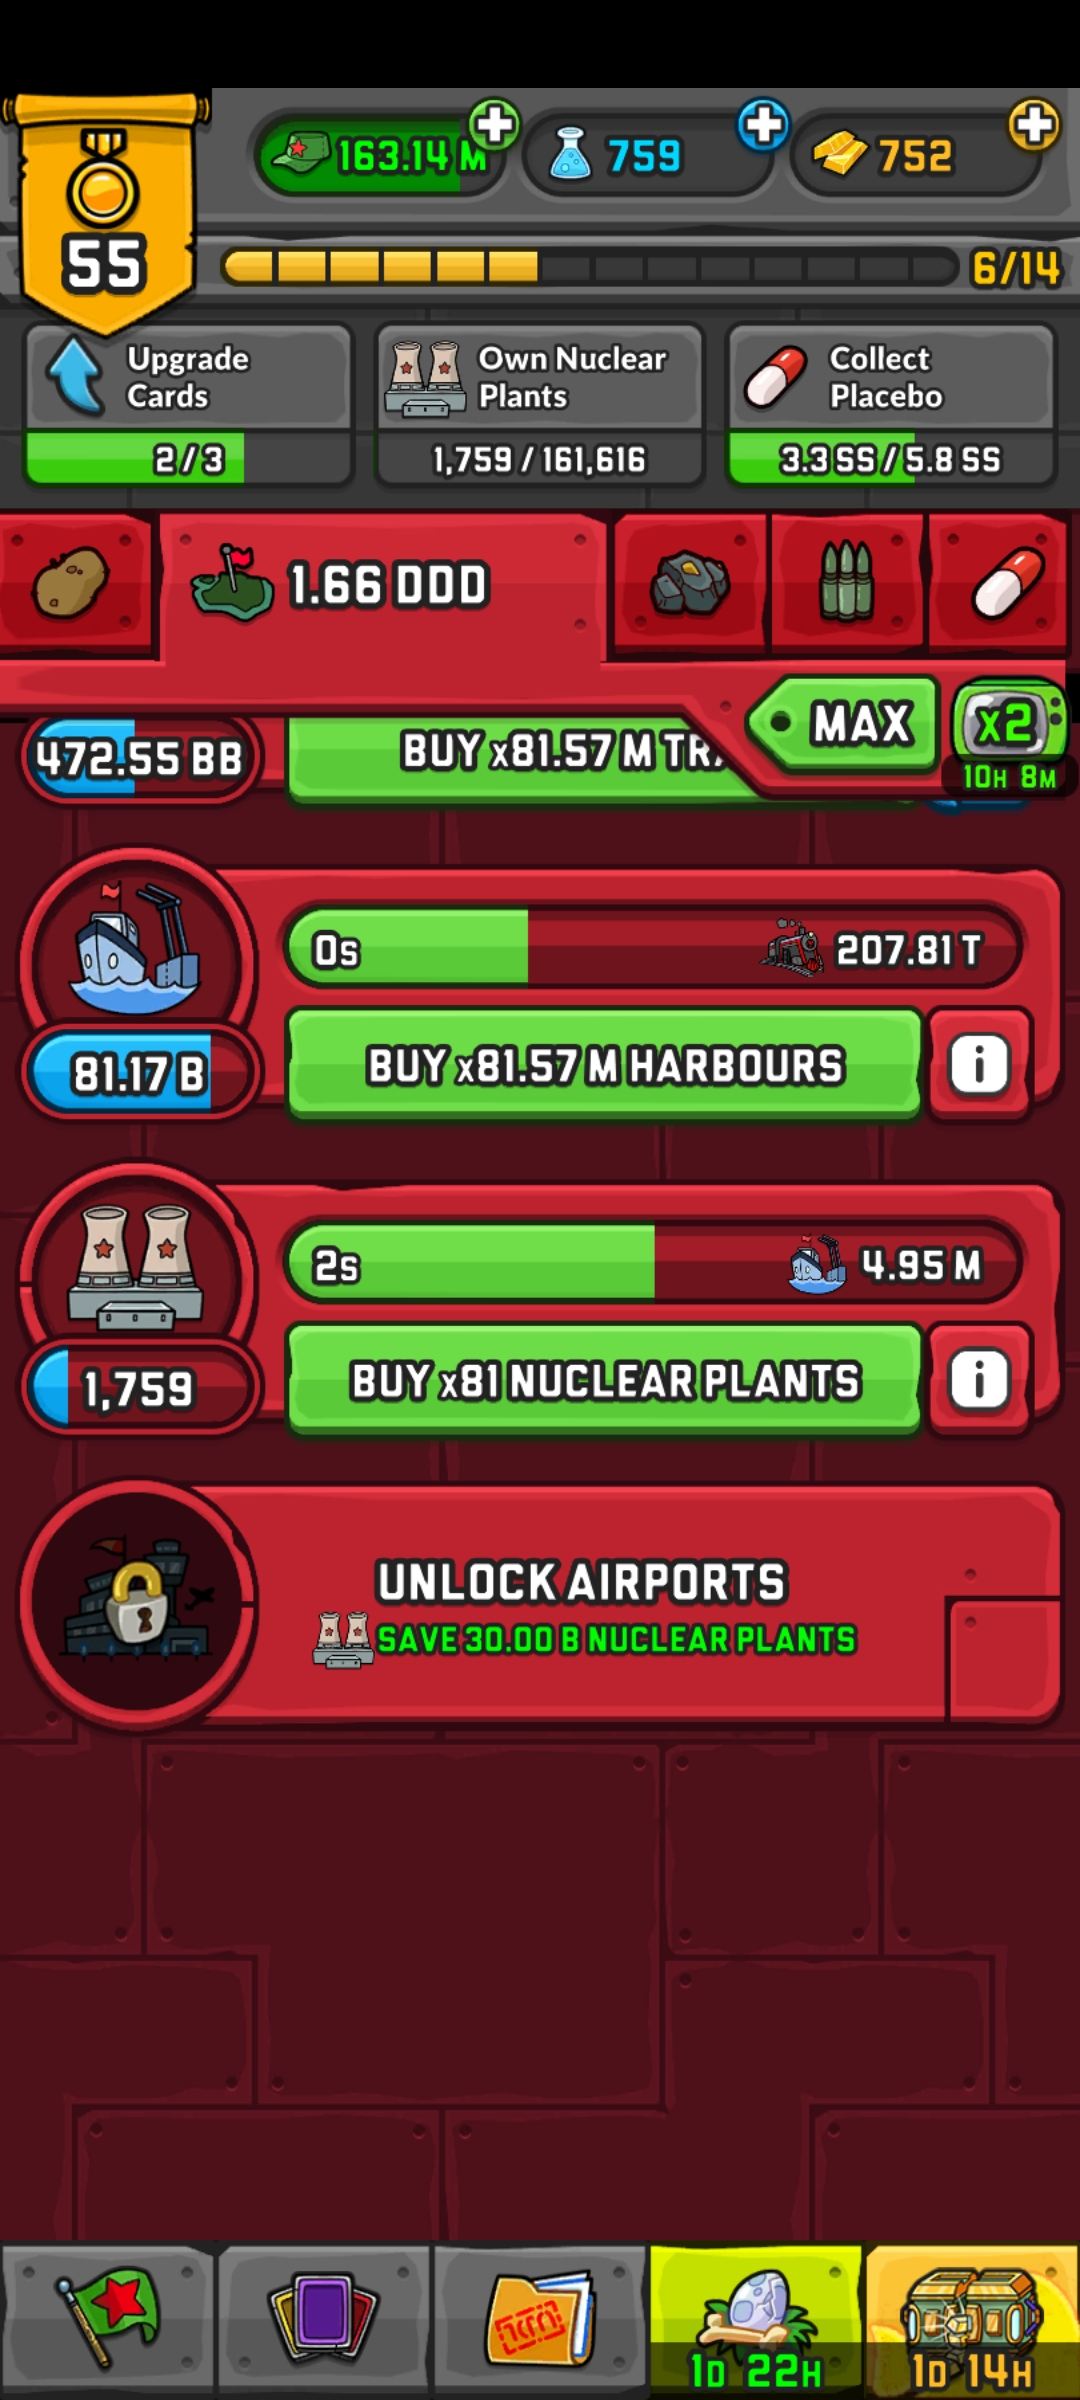 163.14 M
759
752
55
6/14
Upgrade
Cards
2/3
Own Nuclear
Plants
1,759 / 161,616
Collect
Placebo
3.3 SS / 5.8 SS
1.66 DDD
MAX
x2
10H 8M
472.55 BB
BUY x81.57 M
0s
207.81 T
81.17 B
BUY x81.57 M HARBOURS
i
2s
4.95 M
1,759
BUY x81 NUCLEAR PLANTS
i
UNLOCK AIRPORTS
SAVE 30.00 B NUCLEAR PLANTS
1D 22H
1D 14H